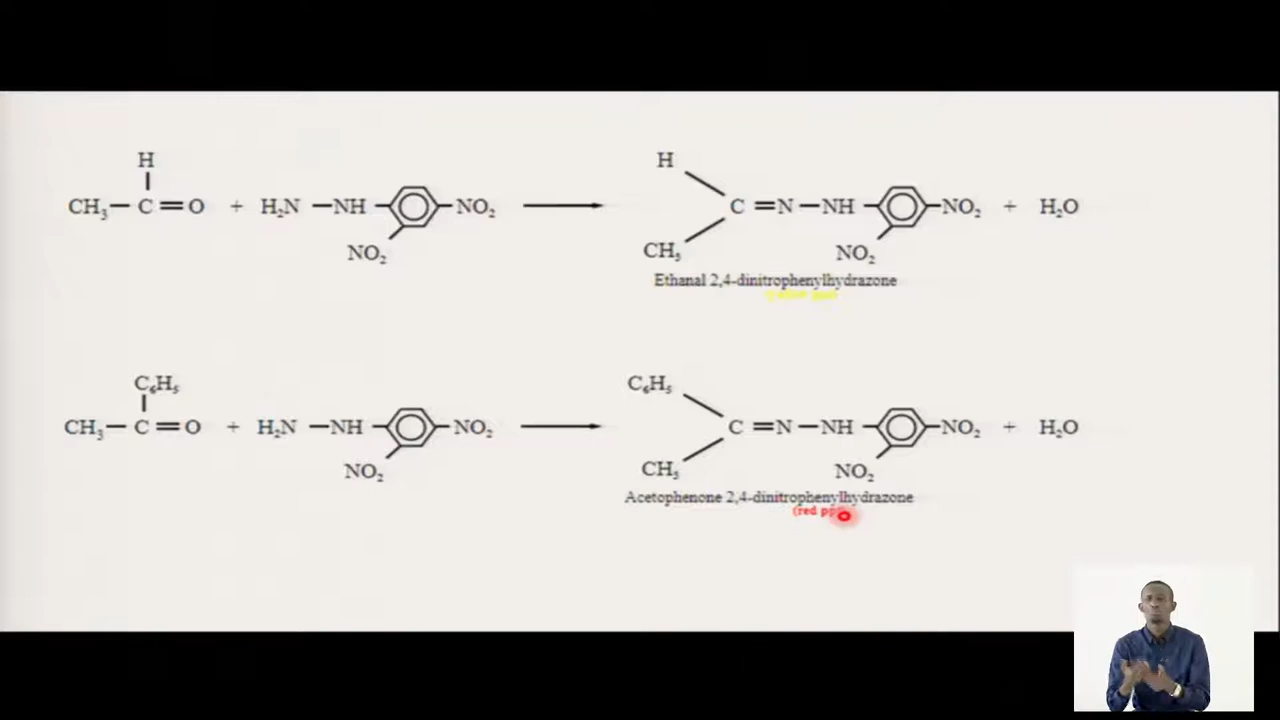 H
CH₃ — C = O + H₂N — NH NO₂
NO₂
H
CH₃ C = N — NH NO₂ + H₂O
NO₂
Ethanal 2,4-dinitrophenylhydrazone
C₆H₅
CH₃ — C = O + H₂N — NH NO₂
NO₂
C₆H₅
CH₃ C = N — NH NO₂ + H₂O
NO₂
Acetophenone 2,4-dinitrophenylhydrazone
(red